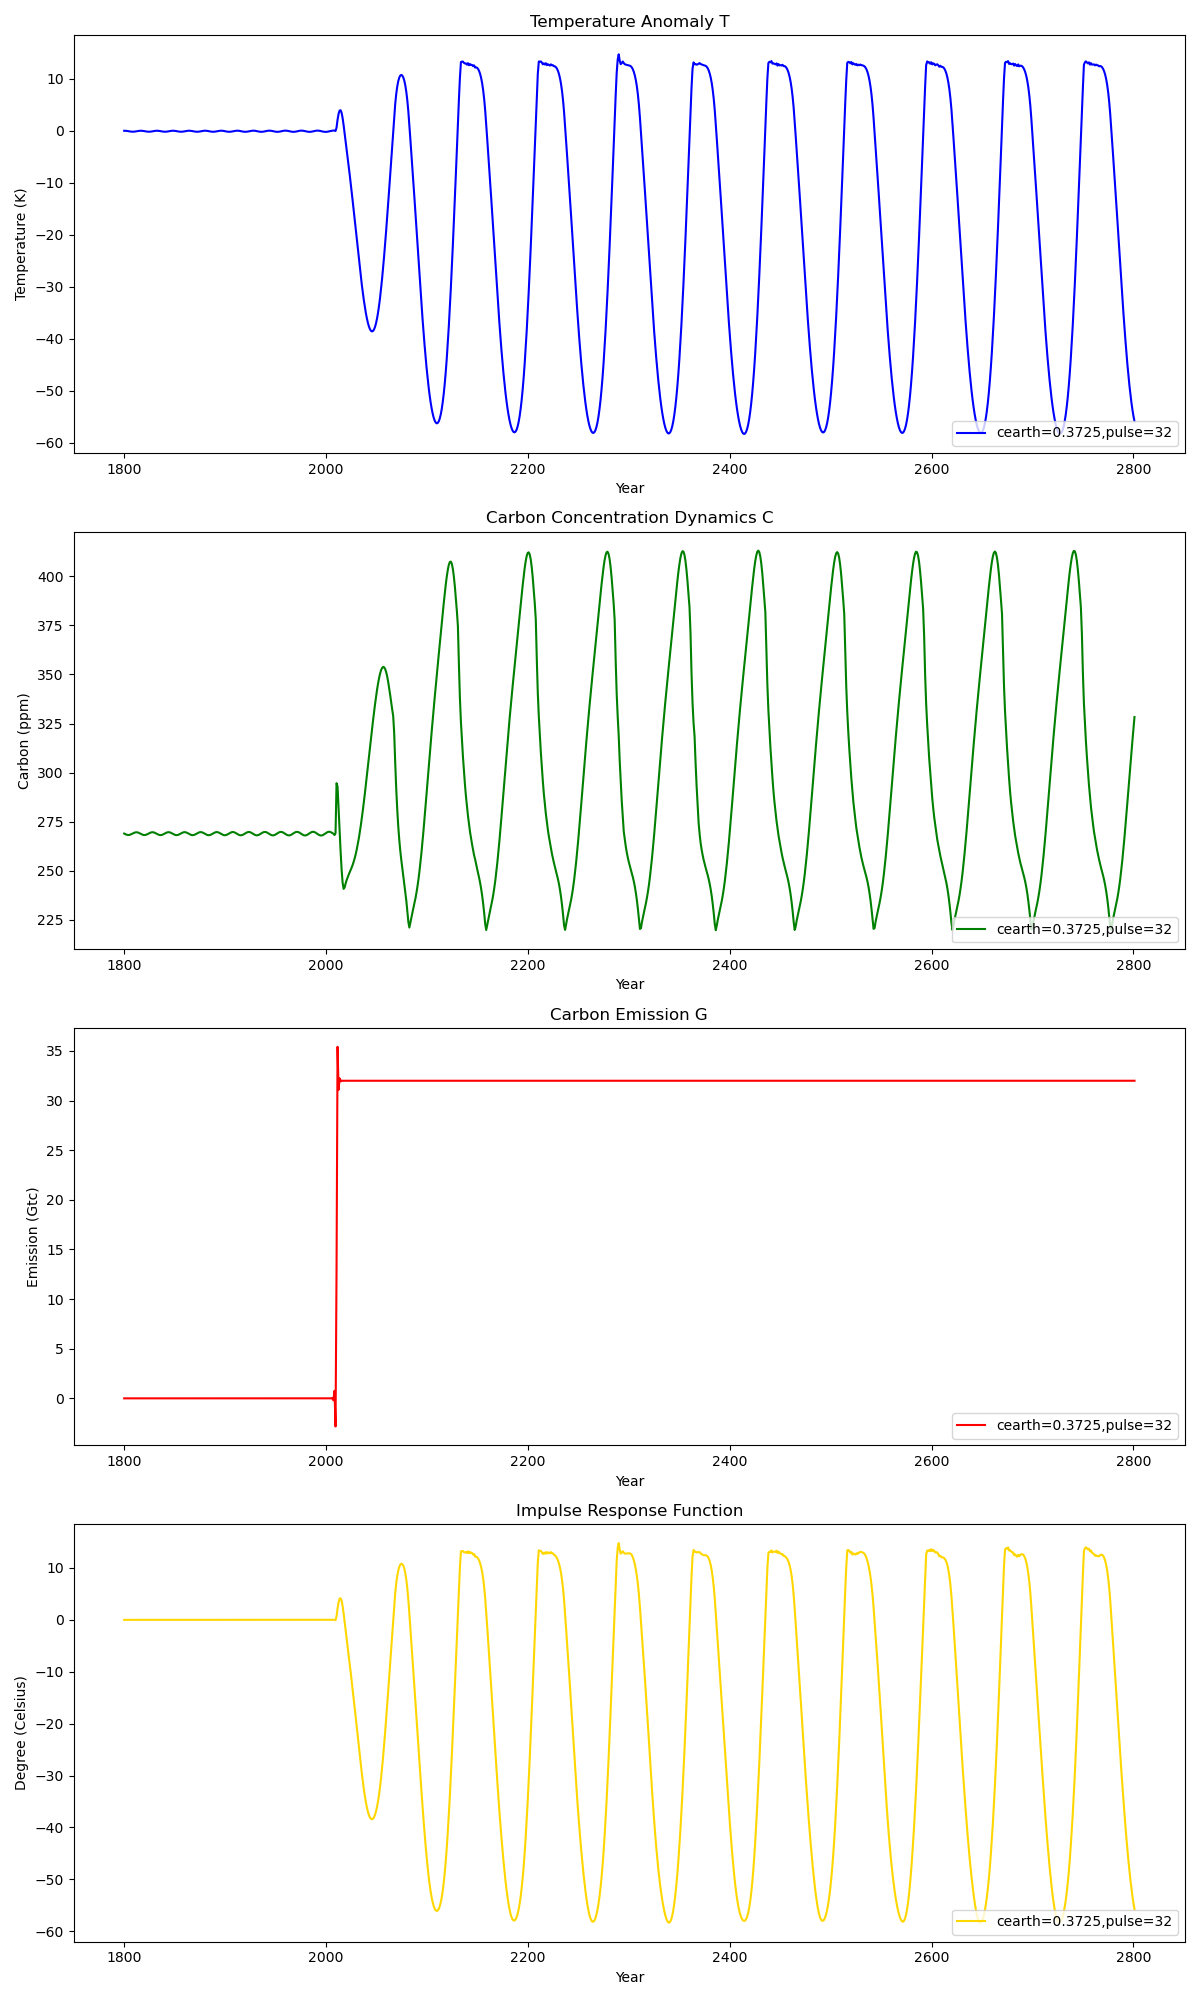 Temperature Anomaly T
10
0
−10
−20
−30
−40
−50
−60
Temperature (K)
cearth=0.3725,pulse=32
1800 2000 2200 2400 2600 2800
Year
Carbon Concentration Dynamics C
400
375
350
325
300
275
250
225
Carbon (ppm)
cearth=0.3725,pulse=32
1800 2000 2200 2400 2600 2800
Year
Carbon Emission G
35
30
25
20
15
10
5
0
Emission (Gtc)
cearth=0.3725,pulse=32
1800 2000 2200 2400 2600 2800
Year
Impulse Response Function
10
0
−10
−20
−30
−40
−50
−60
Degree (Celsius)
cearth=0.3725,pulse=32
1800 2000 2200 2400 2600 2800
Year